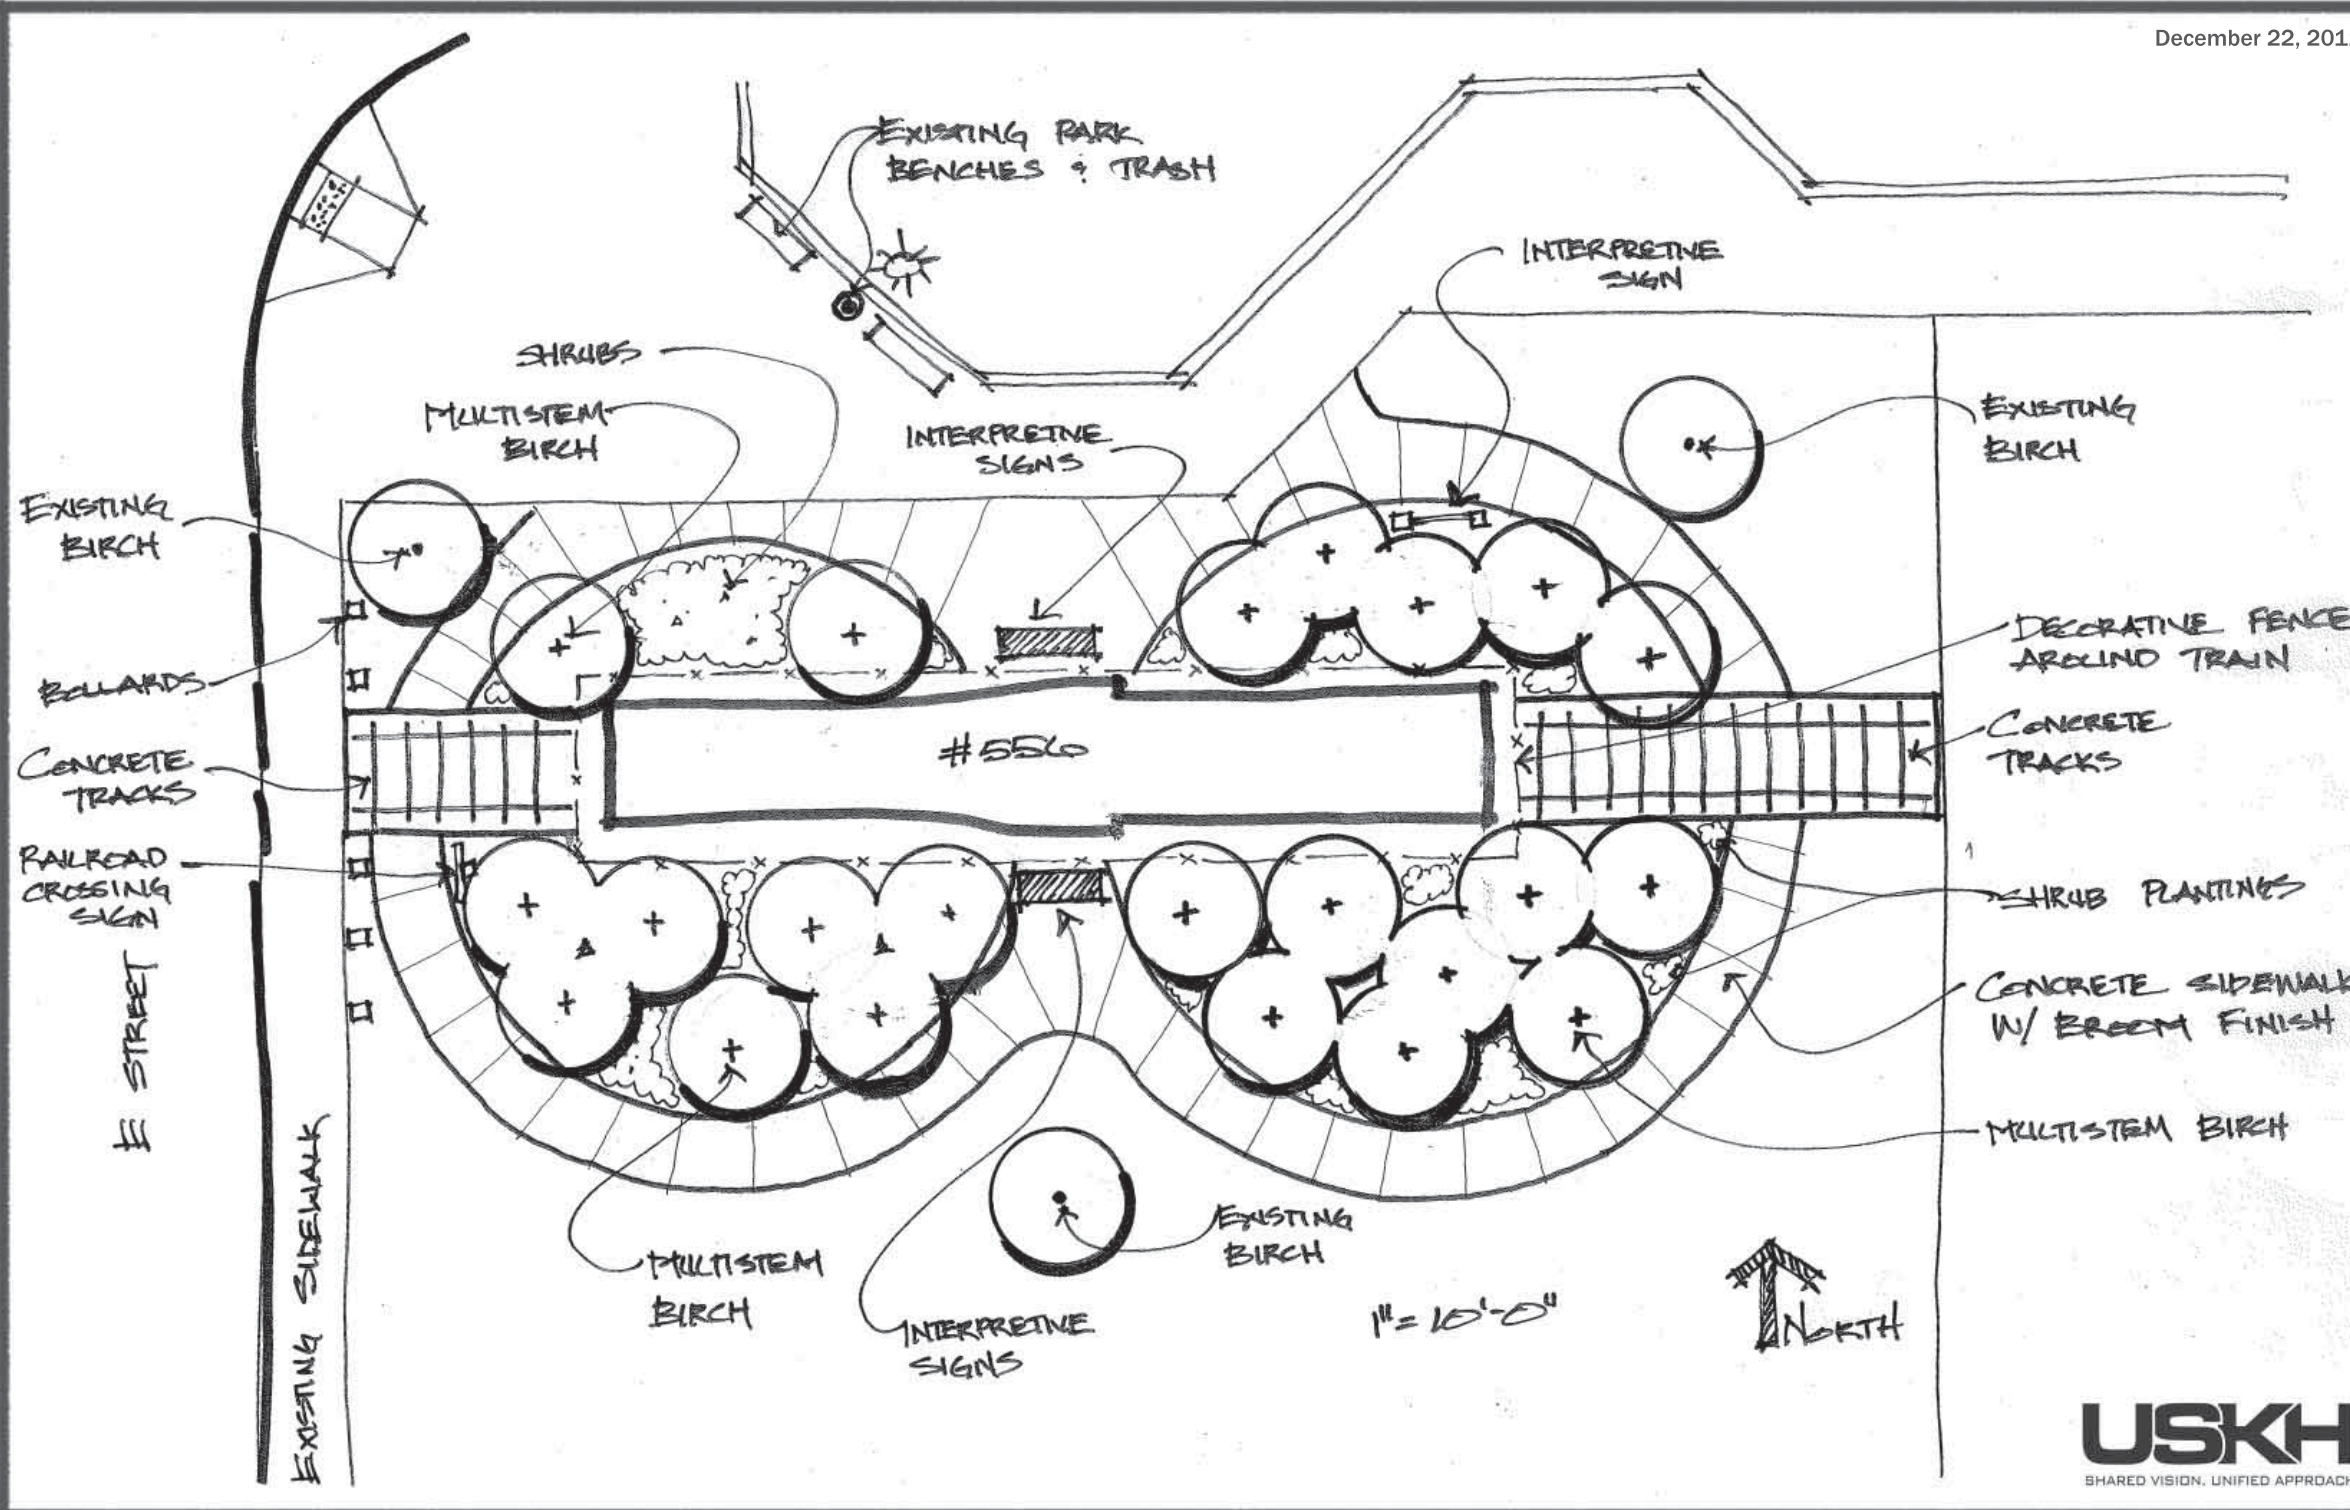 December 22, 201
EXISTING PARK
BENCHES & TRASH
INTERPRETIVE
SIGN
SHRUBS
MULTISTEM
BIRCH
INTERPRETIVE
SIGNS
EXISTING
BIRCH
EXISTING
BIRCH
BOLLARDS
DECORATIVE FENCE
AROUND TRAIN
#556
CONCRETE
TRACKS
CONCRETE
TRACKS
RAILROAD
CROSSING
SIGN
SHRUB PLANTINGS
CONCRETE SIDEWALK
W/ BROOM FINISH
E STREET
MULTISTEM BIRCH
EXISTING SIDEWALK
MULTISTEM
BIRCH
EXISTING
BIRCH
INTERPRETIVE
SIGNS
1"= 10'-0"
NORTH
USKH
SHARED VISION. UNIFIED APPROACH